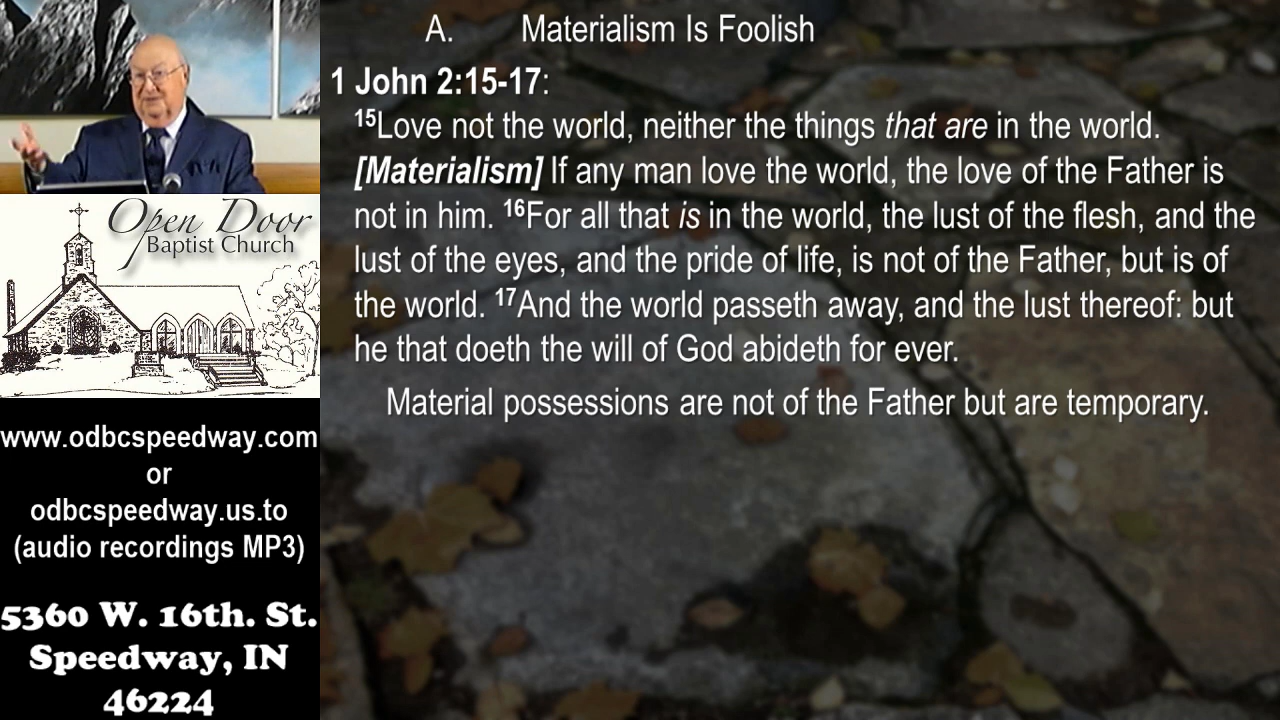 A. Materialism Is Foolish
1 John 2:15-17:
15Love not the world, neither the things that are in the world.
[Materialism] If any man love the world, the love of the Father is
not in him. 16For all that is in the world, the lust of the flesh, and the
lust of the eyes, and the pride of life, is not of the Father, but is of
the world. 17And the world passeth away, and the lust thereof: but
he that doeth the will of God abideth for ever.
Material possessions are not of the Father but are temporary.
Open Door
Baptist Church
www.odbcspeedway.com
or
odbcspeedway.us.to
(audio recordings MP3)
5360 W. 16th. St.
Speedway, IN
46224